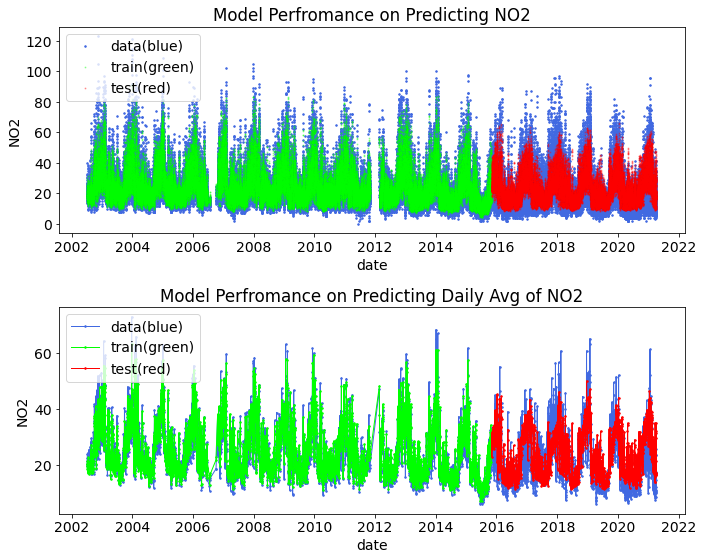 Model Perfromance on Predicting NO2
120
100
80
60
40
20
0
NO2
data(blue)
train(green)
test(red)
2002 2004 2006 2008 2010 2012 2014 2016 2018 2020 2022
date
Model Perfromance on Predicting Daily Avg of NO2
60
40
20
NO2
data(blue)
train(green)
test(red)
2002 2004 2006 2008 2010 2012 2014 2016 2018 2020 2022
date